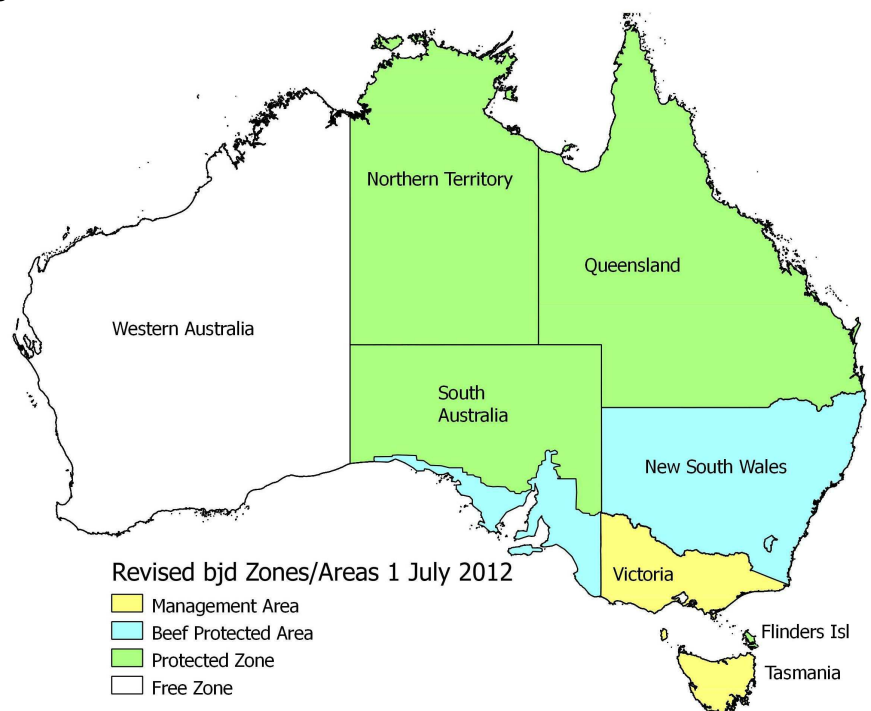 Northern Territory
Queensland
Western Australia
South
Australia
New South Wales
Revised bjd Zones/Areas 1 July 2012
Victoria
Management Area
Beef Protected Area
Protected Zone
Free Zone
Flinders Isl
Tasmania